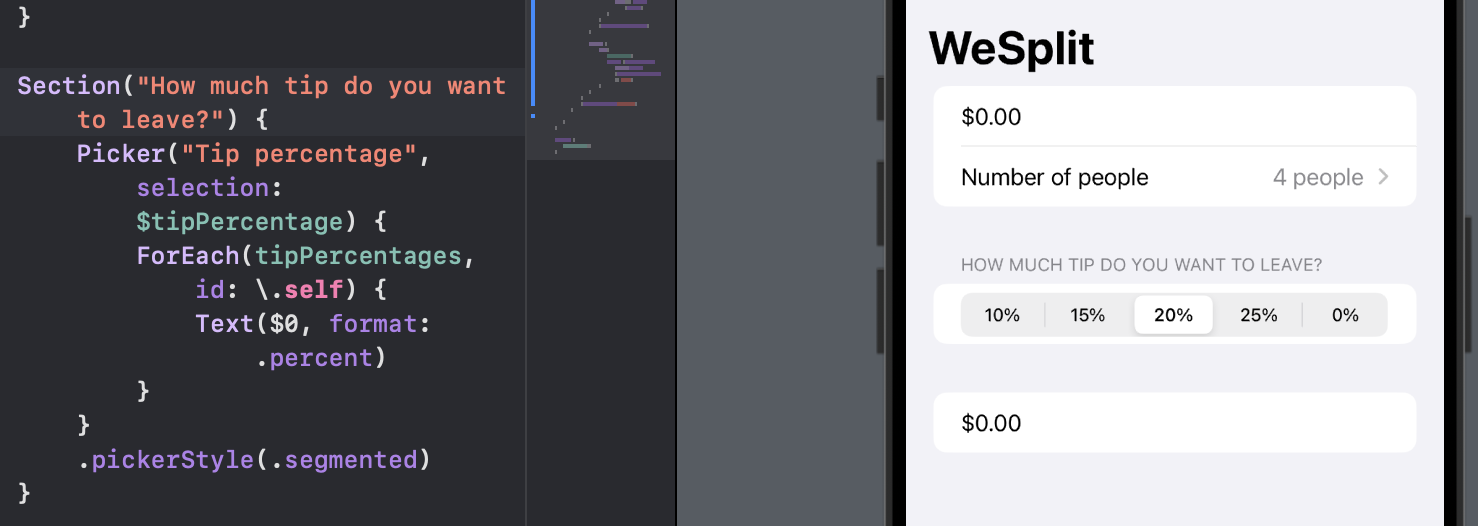 }
Section("How much tip do you want
to leave?") {
Picker("Tip percentage",
selection:
$tipPercentage) {
ForEach(tipPercentages,
id: \.self) {
Text($0, format:
.percent)
}
}
.pickerStyle(.segmented)
}
WeSplit
$0.00
Number of people 4 people
HOW MUCH TIP DO YOU WANT TO LEAVE?
10% 15% 20% 25% 0%
$0.00